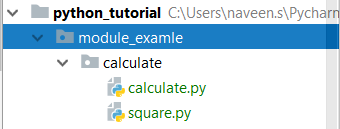 python_tutorial C:\Users\naveen.s\Pycharm
module_examle
calculate
calculate.py
square.py